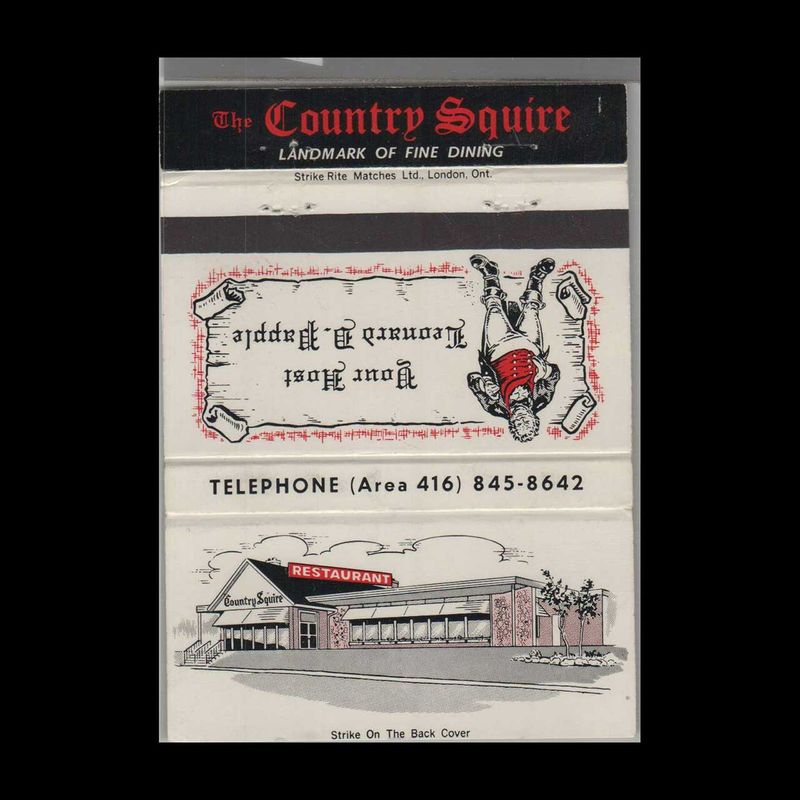 The Country Squire
LANDMARK OF FINE DINING
Strike Rite Matches Ltd., London, Ont.
Your Host
Leonard D. Papple
TELEPHONE (Area 416) 845-8642
RESTAURANT
Country Squire
Strike On The Back Cover